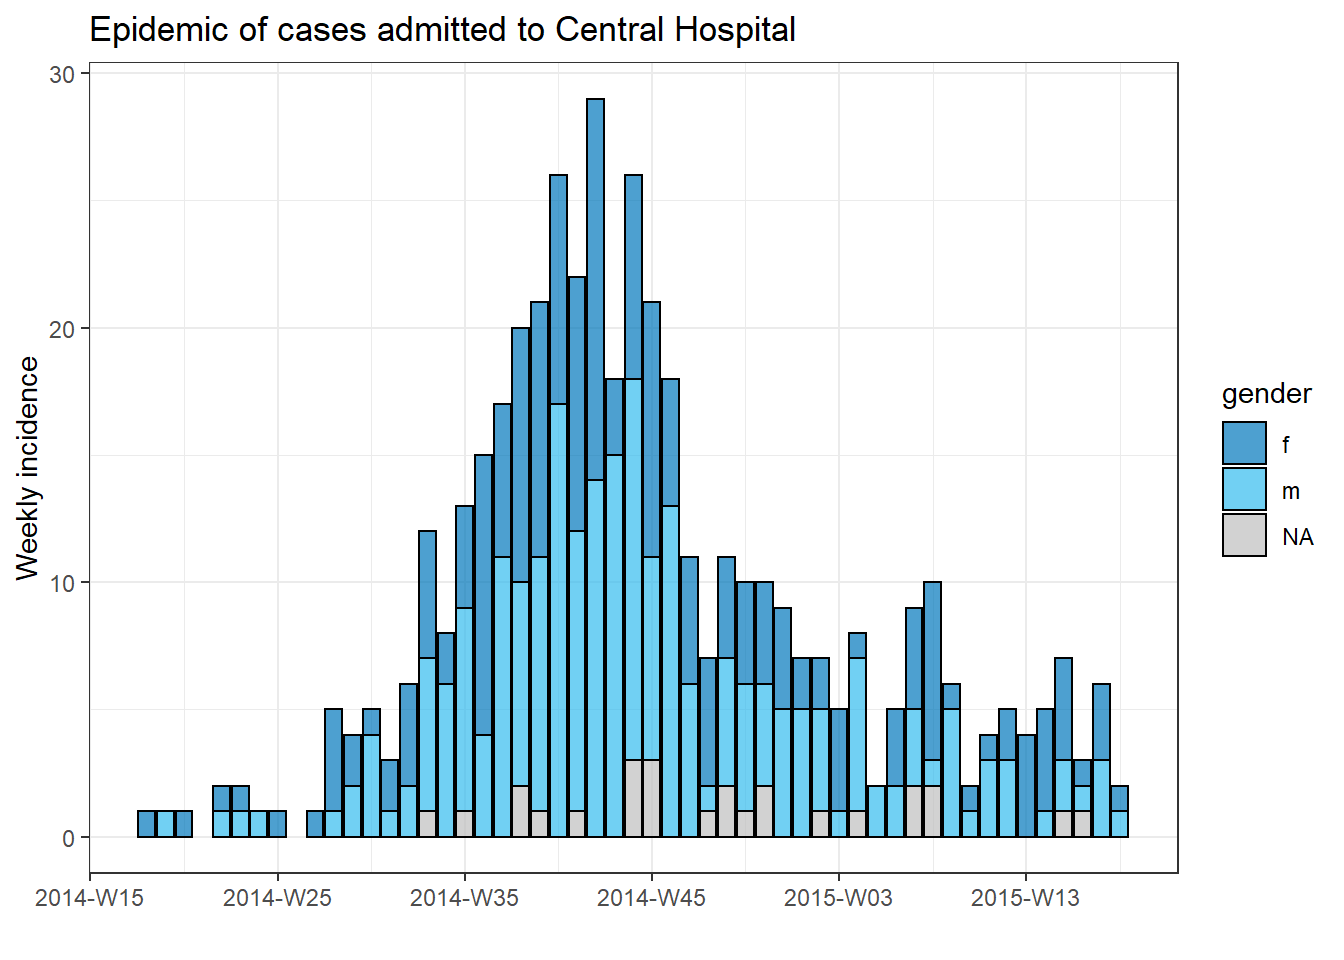 Epidemic of cases admitted to Central Hospital
Weekly incidence
30
20
10
0
2014-W15 2014-W25 2014-W35 2014-W45 2015-W03 2015-W13
gender
f
m
NA